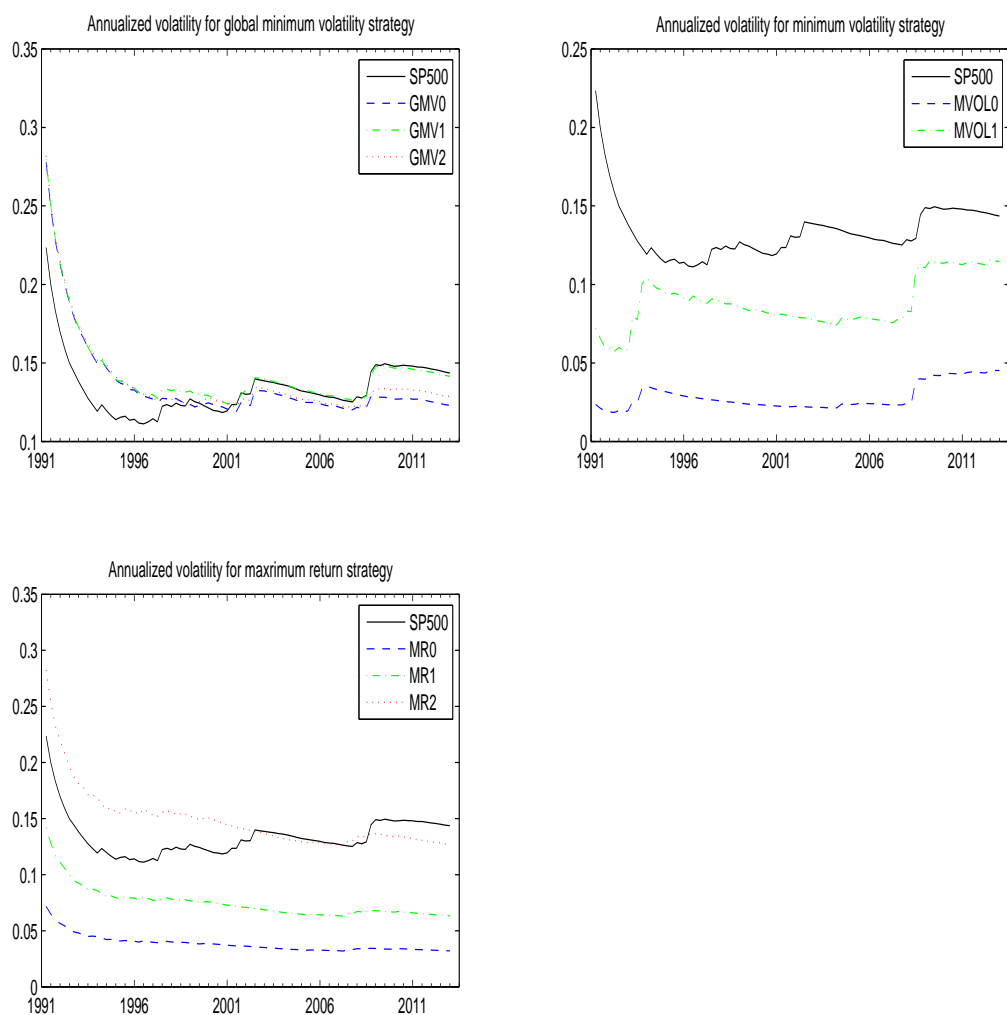 Annualized volatility for global minimum volatility strategy
0.35
0.3
0.25
0.2
0.15
0.1
1991
1996
2001
2006
2011
SP500
GMV0
GMV1
GMV2
Annualized volatility for minimum volatility strategy
0.25
0.2
0.15
0.1
0.05
0
1991
1996
2001
2006
2011
SP500
MVOL0
MVOL1
Annualized volatility for maxrimum return strategy
0.35
0.3
0.25
0.2
0.15
0.1
0.05
0
1991
1996
2001
2006
2011
SP500
MR0
MR1
MR2